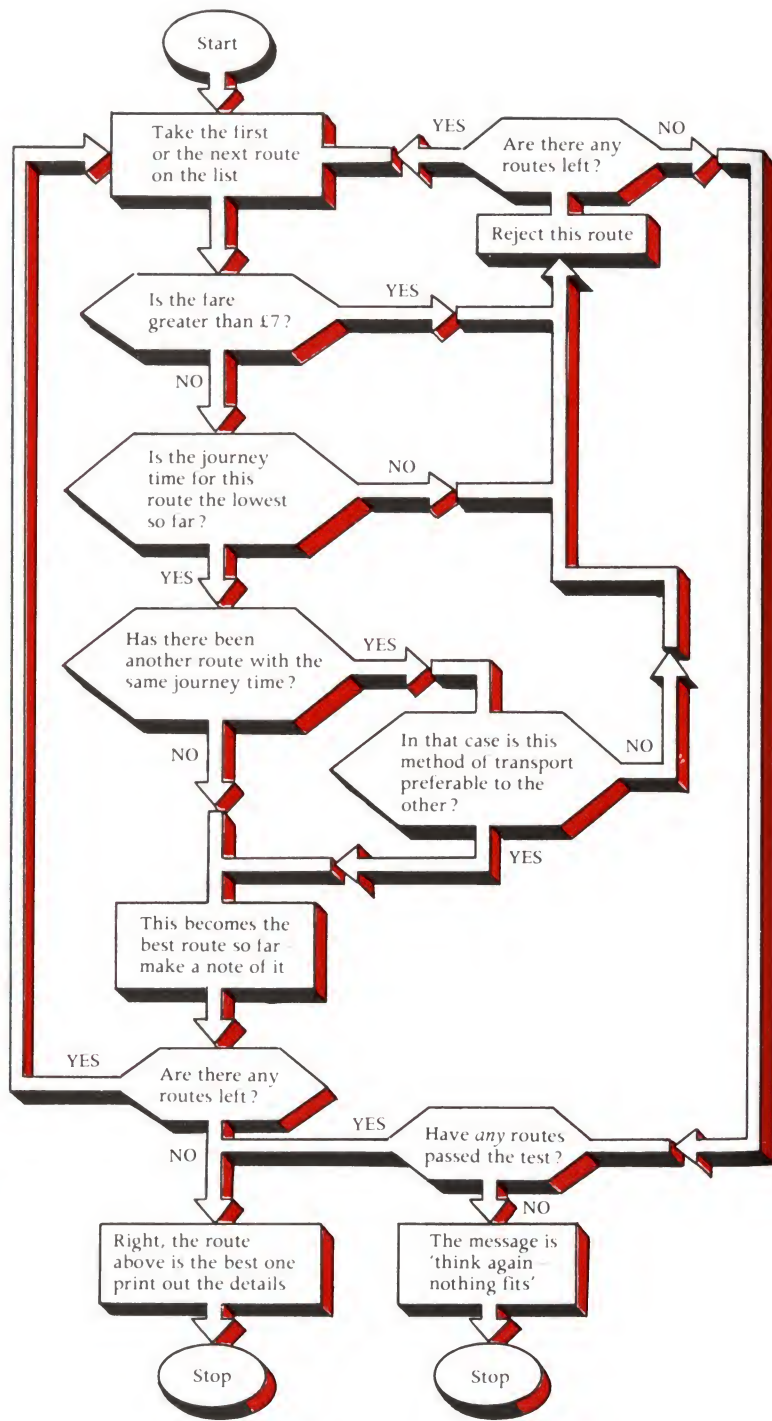 Start
Take the first
or the next route
on the list
YES
Are there any
routes left?
NO
Reject this route
Is the fare
greater than £7?
YES
NO
Is the journey
time for this
route the lowest
so far?
NO
YES
Has there been
another route with the
same journey time?
YES
NO
In that case is this
method of transport
preferable to the
other?
NO
YES
This becomes the
best route so far
make a note of it
YES
Are there any
routes left?
NO
YES
Have any routes
passed the test?
NO
Right, the route
above is the best one
print out the details
The message is
'think again
nothing fits'
Stop
Stop